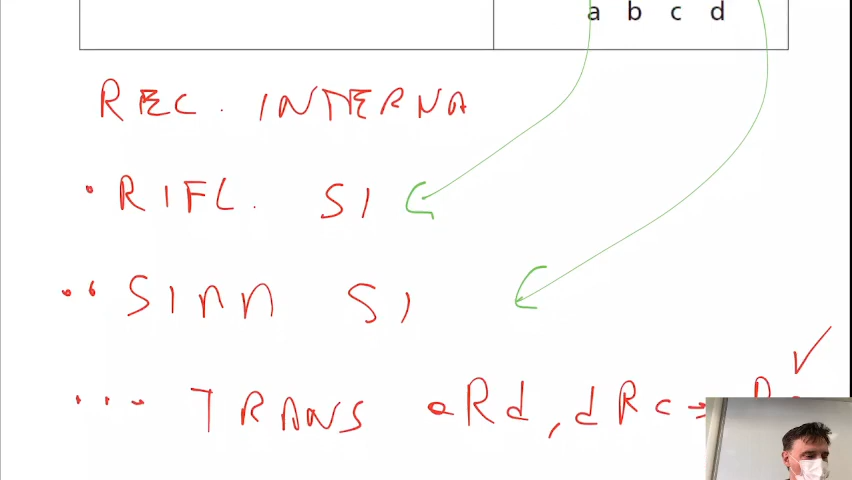 a b c d
REC. INTERNA
• RIFL. SI
•• SIMM SI
••• TRANS aRd, dRc →